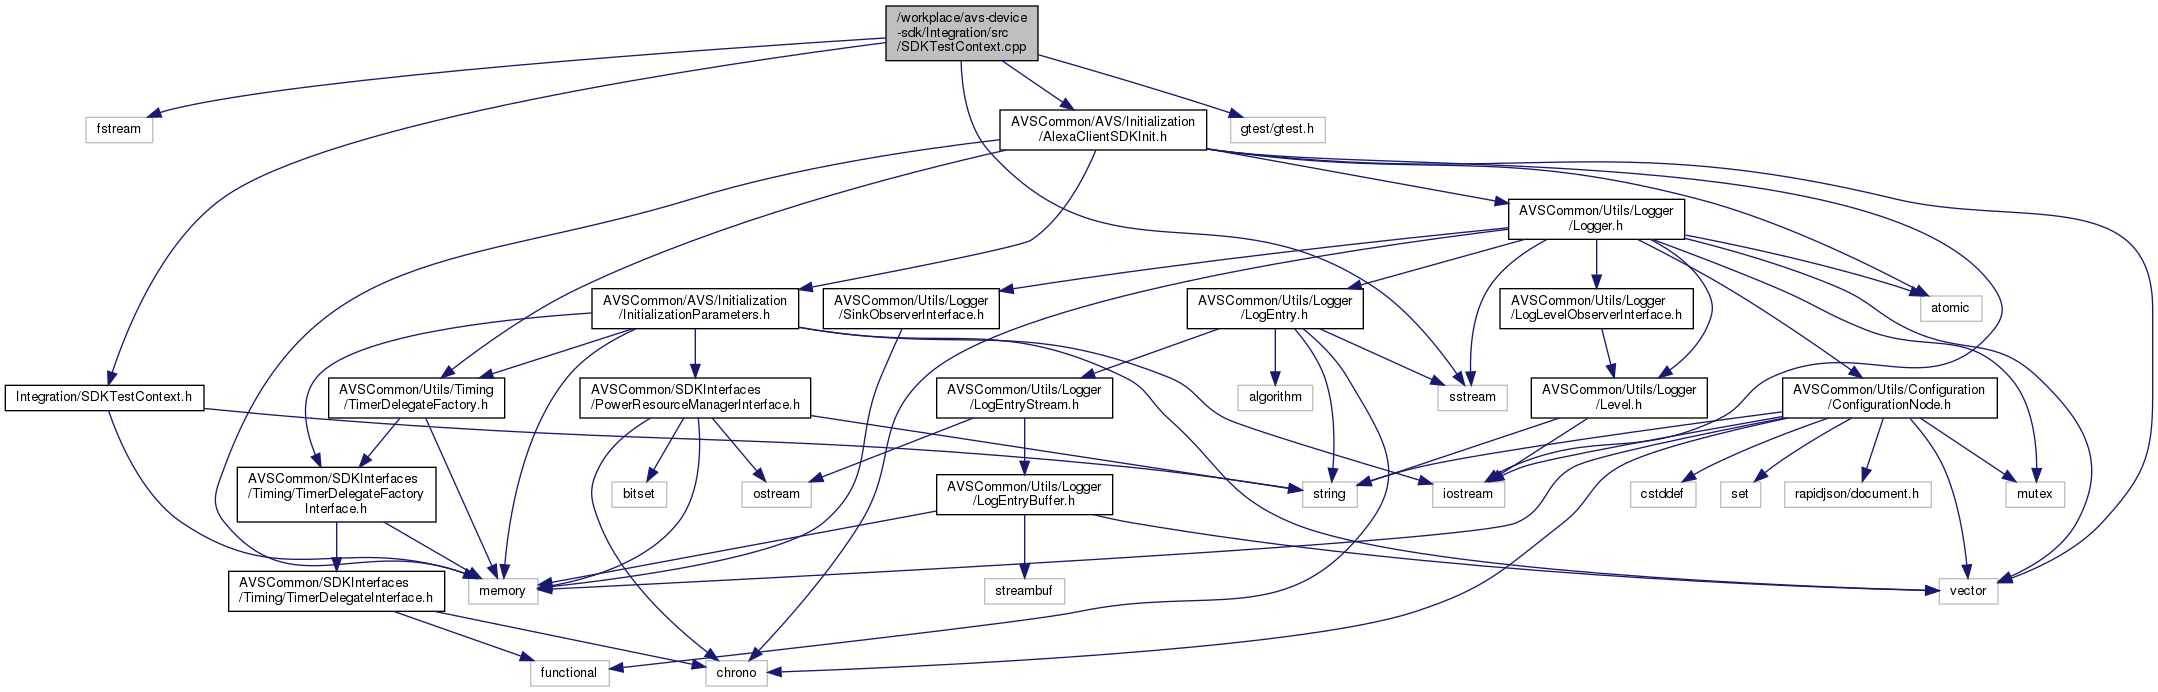 /workplace/avs-device
-sdk/Integration/src
/SDKTestContext.cpp
fstream
AVSCommon/AVS/Initialization
/AlexaClientSDKInit.h
gtest/gtest.h
AVSCommon/Utils/Logger
/Logger.h
AVSCommon/AVS/Initialization
/InitializationParameters.h
AVSCommon/Utils/Logger
/SinkObserverInterface.h
AVSCommon/Utils/Logger
/LogEntry.h
AVSCommon/Utils/Logger
/LogLevelObserverInterface.h
atomic
Integration/SDKTestContext.h
AVSCommon/Utils/Timing
/TimerDelegateFactory.h
AVSCommon/SDKInterfaces
/PowerResourceManagerInterface.h
AVSCommon/Utils/Logger
/LogEntryStream.h
algorithm
sstream
AVSCommon/Utils/Logger
/Level.h
AVSCommon/Utils/Configuration
/ConfigurationNode.h
AVSCommon/SDKInterfaces
/Timing/TimerDelegateFactory
Interface.h
bitset
ostream
AVSCommon/Utils/Logger
/LogEntryBuffer.h
string
iostream
cstddef
set
rapidjson/document.h
mutex
AVSCommon/SDKInterfaces
/Timing/TimerDelegateInterface.h
memory
streambuf
vector
functional
chrono